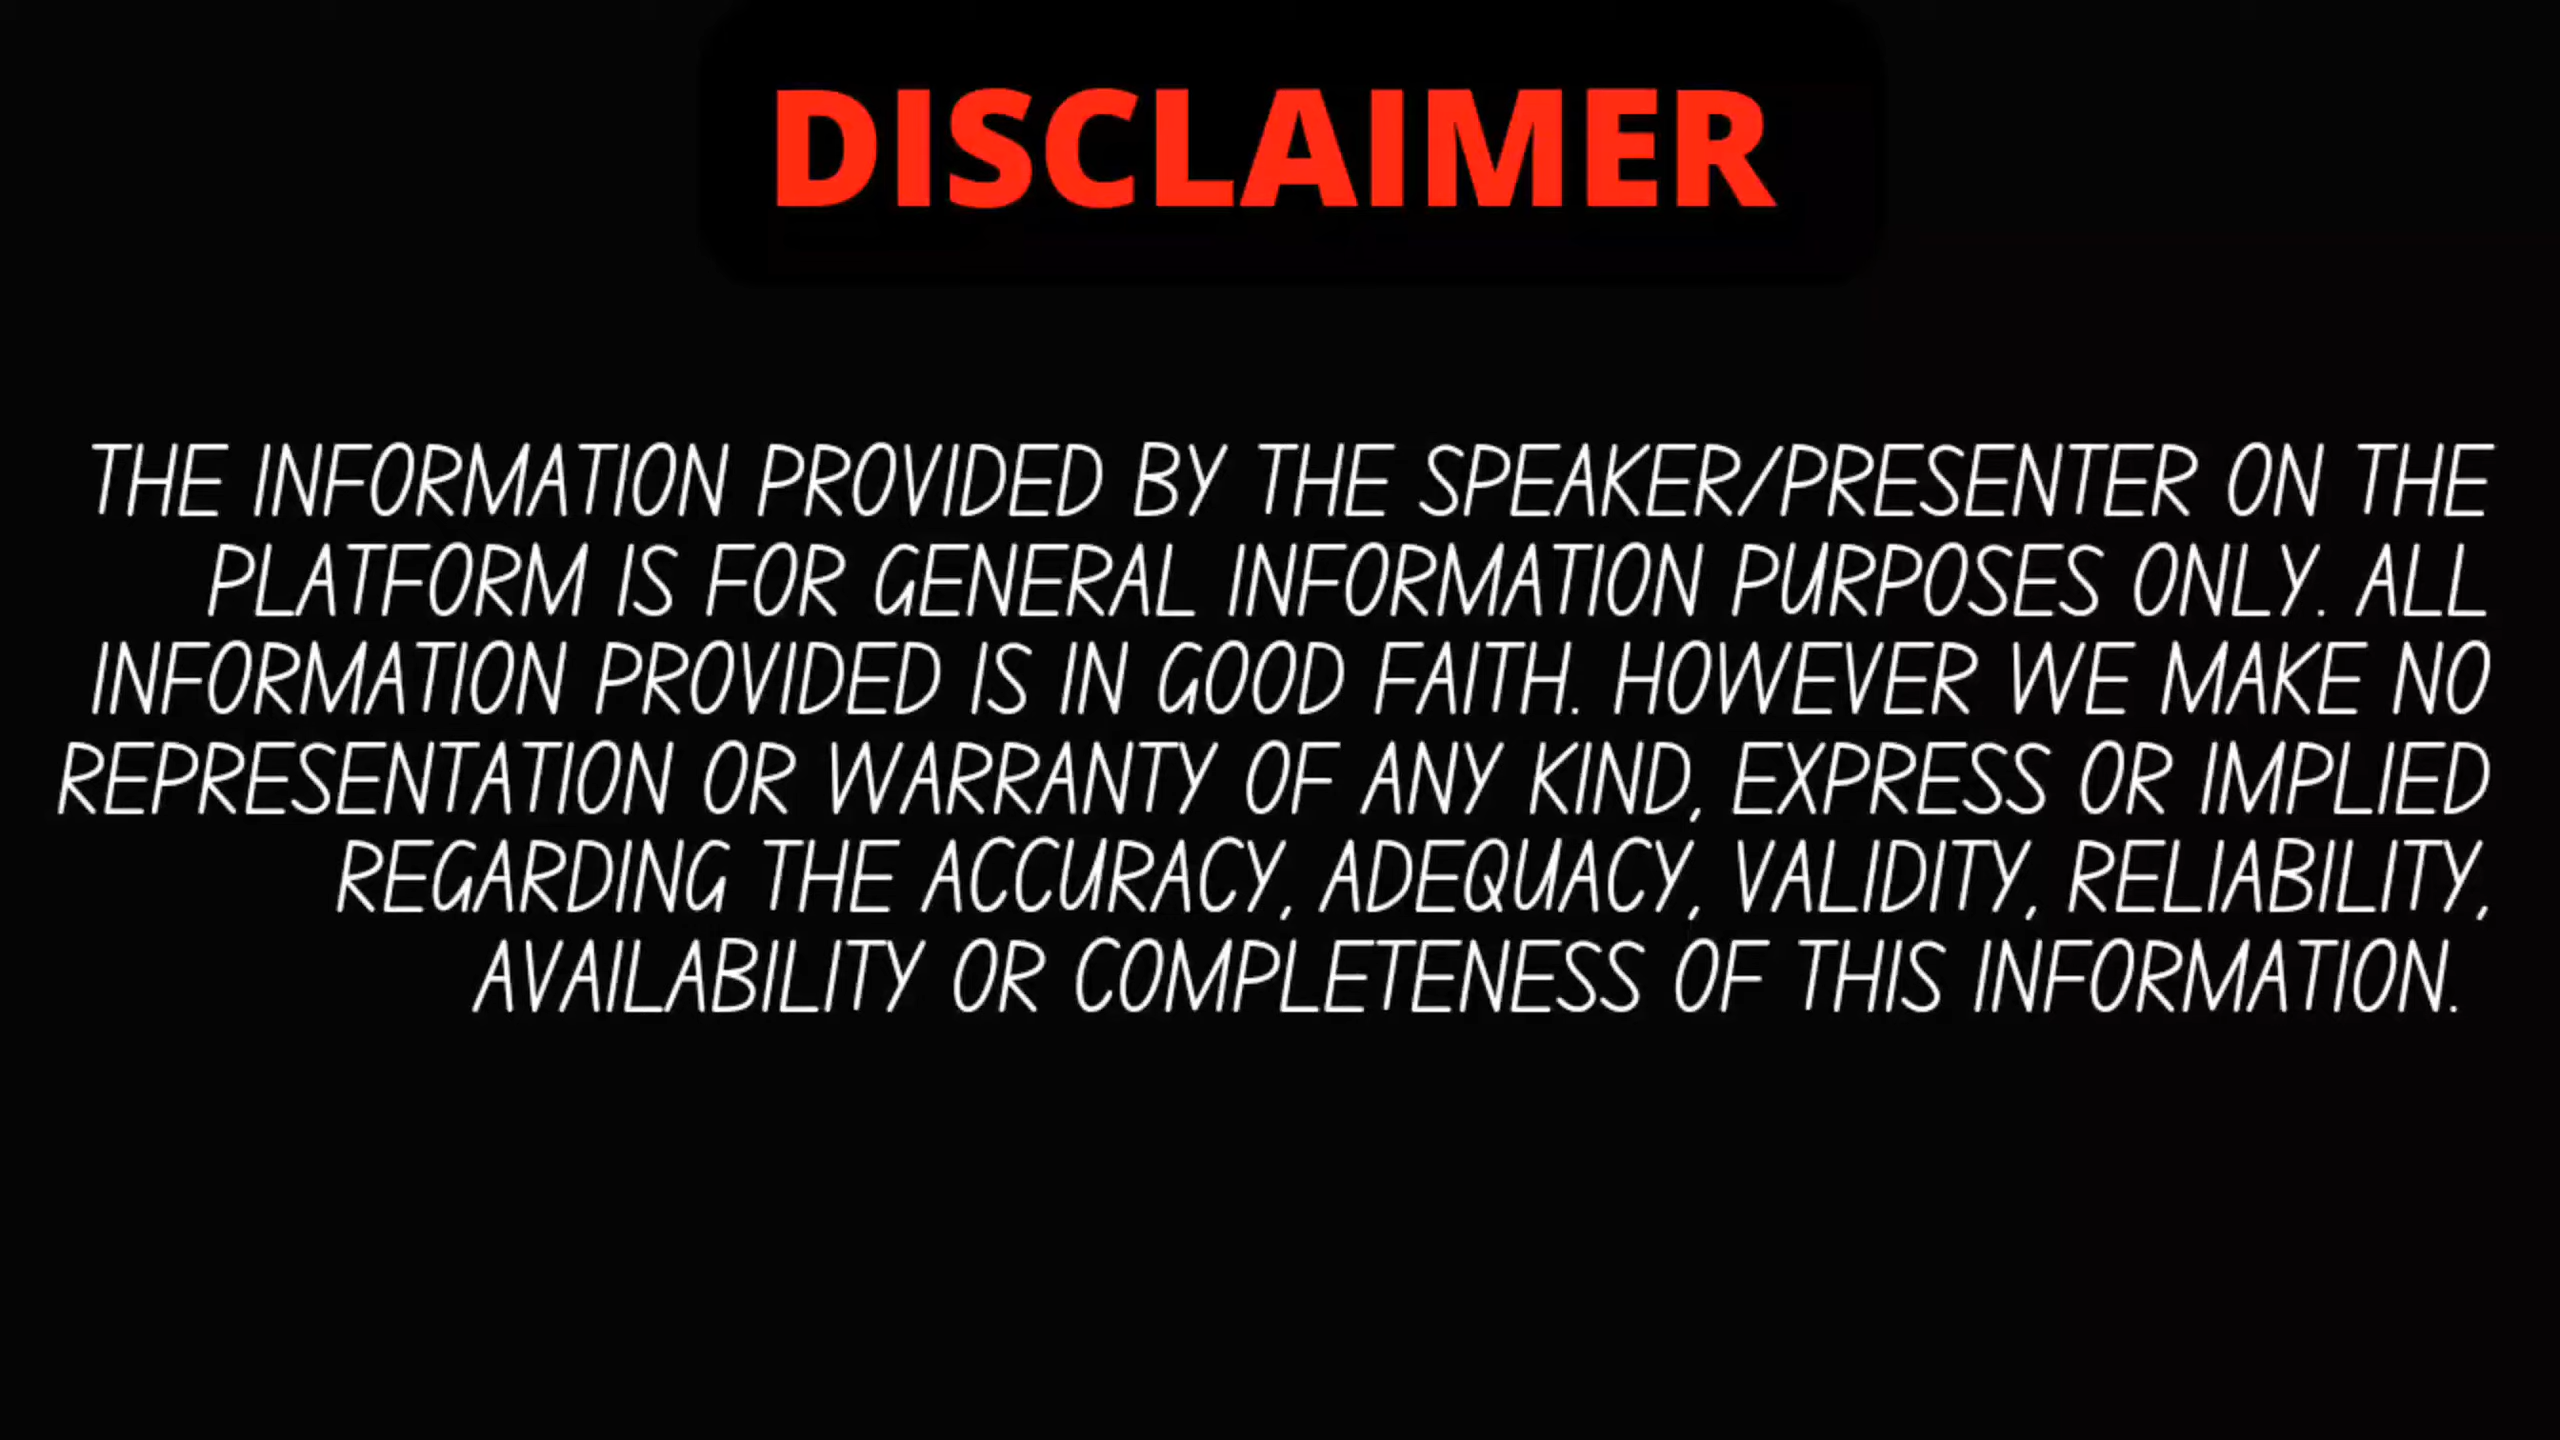 DISCLAIMER
THE INFORMATION PROVIDED BY THE SPEAKER/PRESENTER ON THE
PLATFORM IS FOR GENERAL INFORMATION PURPOSES ONLY. ALL
INFORMATION PROVIDED IS IN GOOD FAITH. HOWEVER WE MAKE NO
REPRESENTATION OR WARRANTY OF ANY KIND, EXPRESS OR IMPLIED
REGARDING THE ACCURACY, ADEQUACY, VALIDITY, RELIABILITY,
AVAILABILITY OR COMPLETENESS OF THIS INFORMATION.